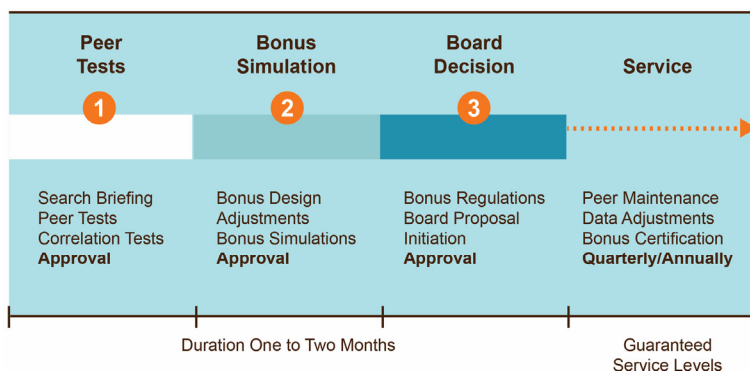 Peer
Tests
Bonus
Simulation
Board
Decision
Service
1
2
3
Search Briefing
Peer Tests
Correlation Tests
Approval
Bonus Design
Adjustments
Bonus Simulations
Approval
Bonus Regulations
Board Proposal
Initiation
Approval
Peer Maintenance
Data Adjustments
Bonus Certification
Quarterly/Annually
Duration One to Two Months
Guaranteed
Service Levels